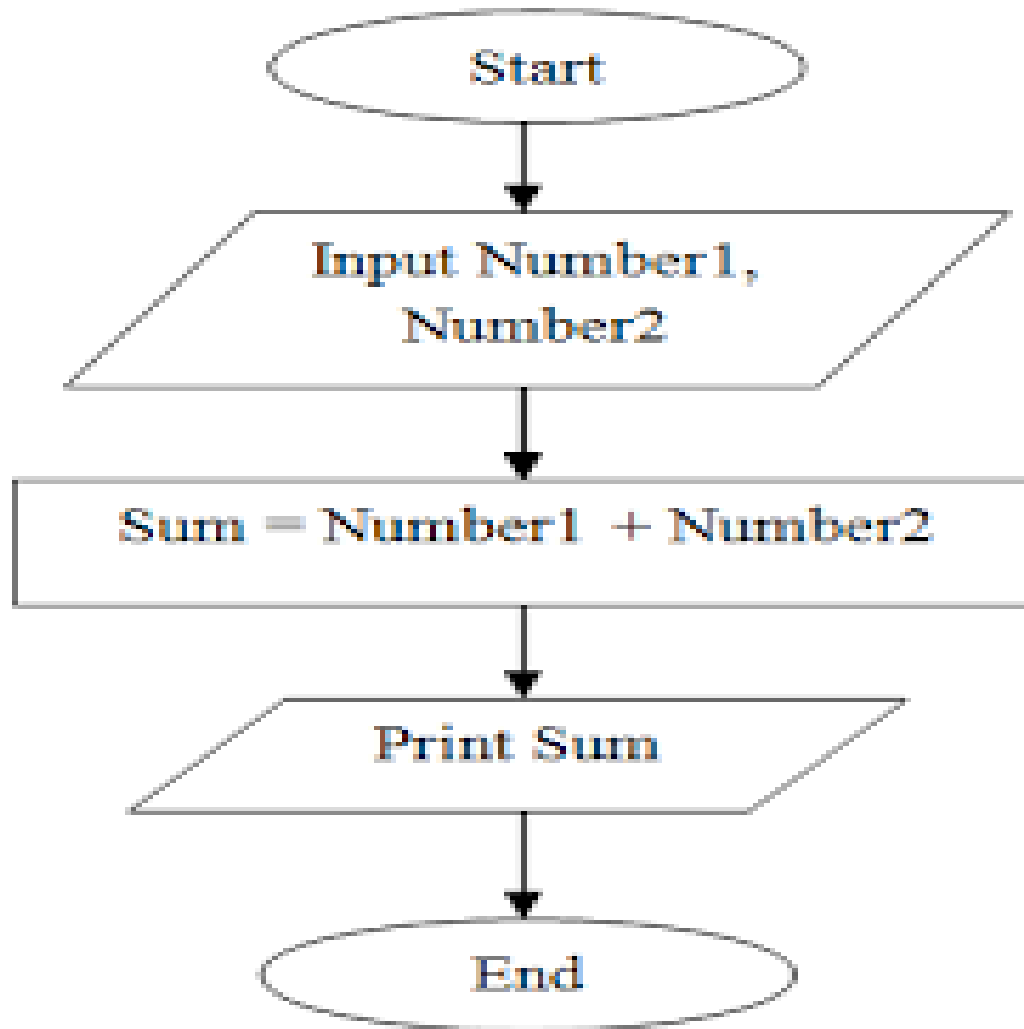 Start
Input Number1,
Number2
Sum = Number1 + Number2
Print Sum
End